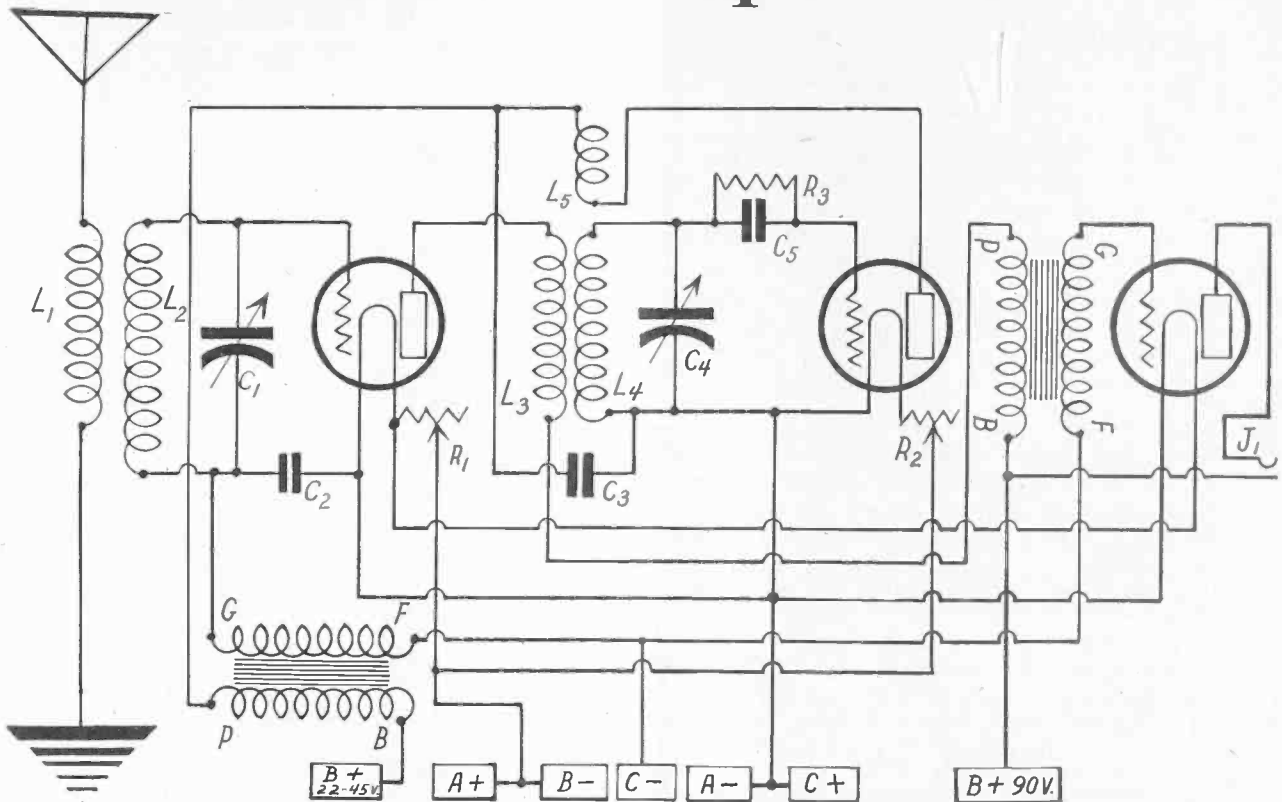 L5
R3
C5
L1
L2
C1
C4
P
G
L3
L4
B
F
R1
R2
J1
C2
C3
G
F
P
B
B+
22-45V.
A+
B-
C-
A-
C+
B+ 90V.